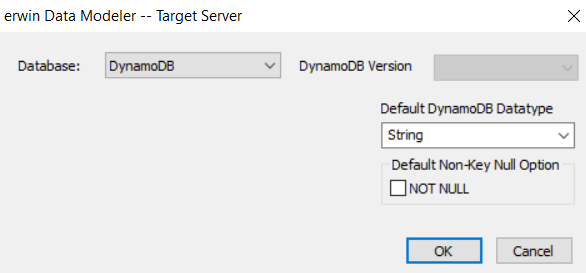 erwin Data Modeler -- Target Server
Database: DynamoDB DynamoDB Version
Default DynamoDB Datatype
String
Default Non-Key Null Option
NOT NULL
OK Cancel